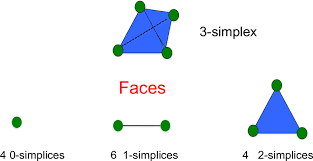 3-simplex
Faces
4 0-simplices
6 1-simplices
4 2-simplices